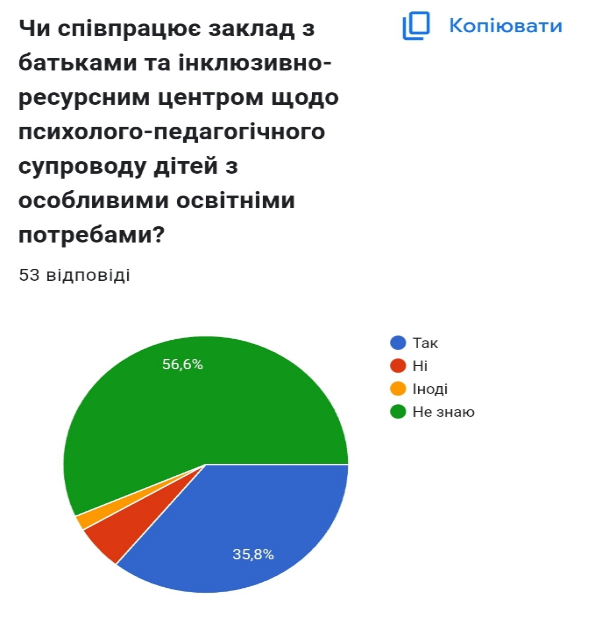 Чи співпрацює заклад з
Копіювати
батьками та інклюзивно-
ресурсним центром щодо
психолого-педагогічного
супроводу дітей з
особливими освітніми
потребами?
53 відповіді
Так
Ні
Іноді
Не знаю
56,6%
35,8%